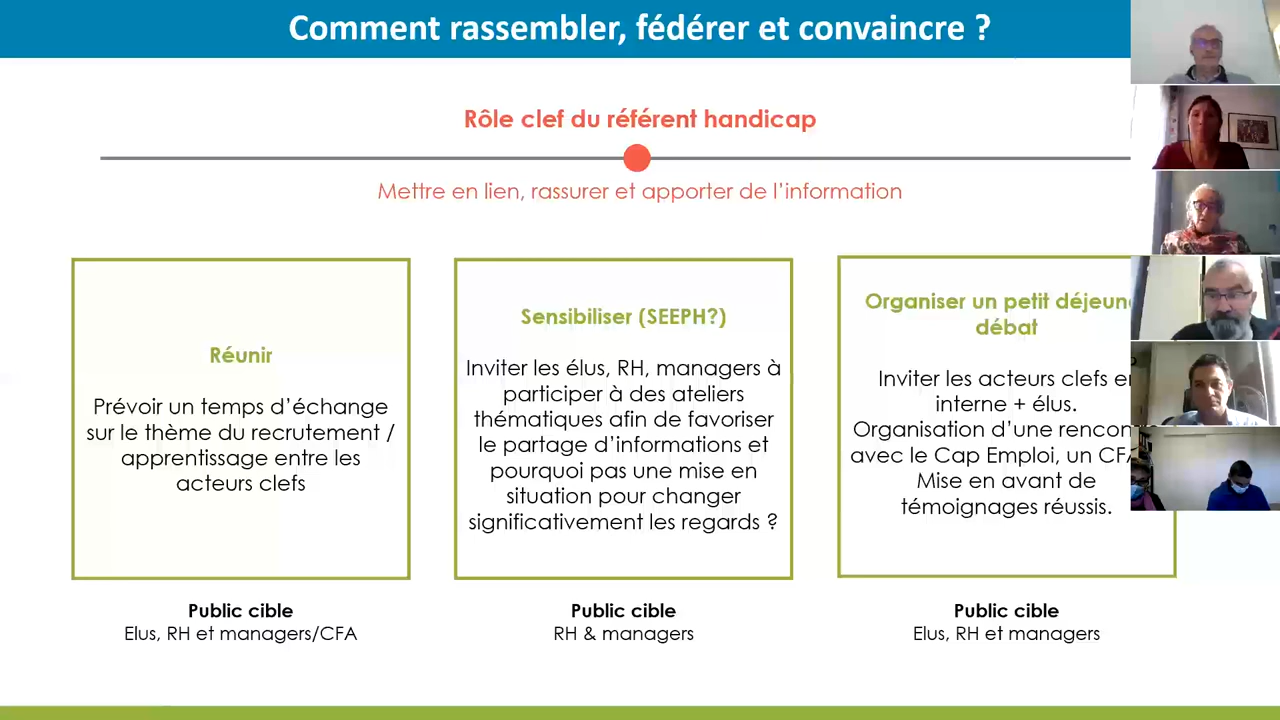 Comment rassembler, fédérer et convaincre ?
Rôle clef du référent handicap
Mettre en lien, rassurer et apporter de l’information
Réunir
Prévoir un temps d’échange
sur le thème du recrutement /
apprentissage entre les
acteurs clefs
Public cible
Elus, RH et managers/CFA
Sensibiliser (SEEPH?)
Inviter les élus, RH, managers à
participer à des ateliers
thématiques afin de favoriser
le partage d’informations et
pourquoi pas une mise en
situation pour changer
significativement les regards ?
Public cible
RH & managers
Organiser un petit
débat
Inviter les acteurs clefs
interne + élus.
Organisation d’une
avec le Cap Emploi, un
Mise en avant de
témoignages réussis.
Public cible
Elus, RH et managers